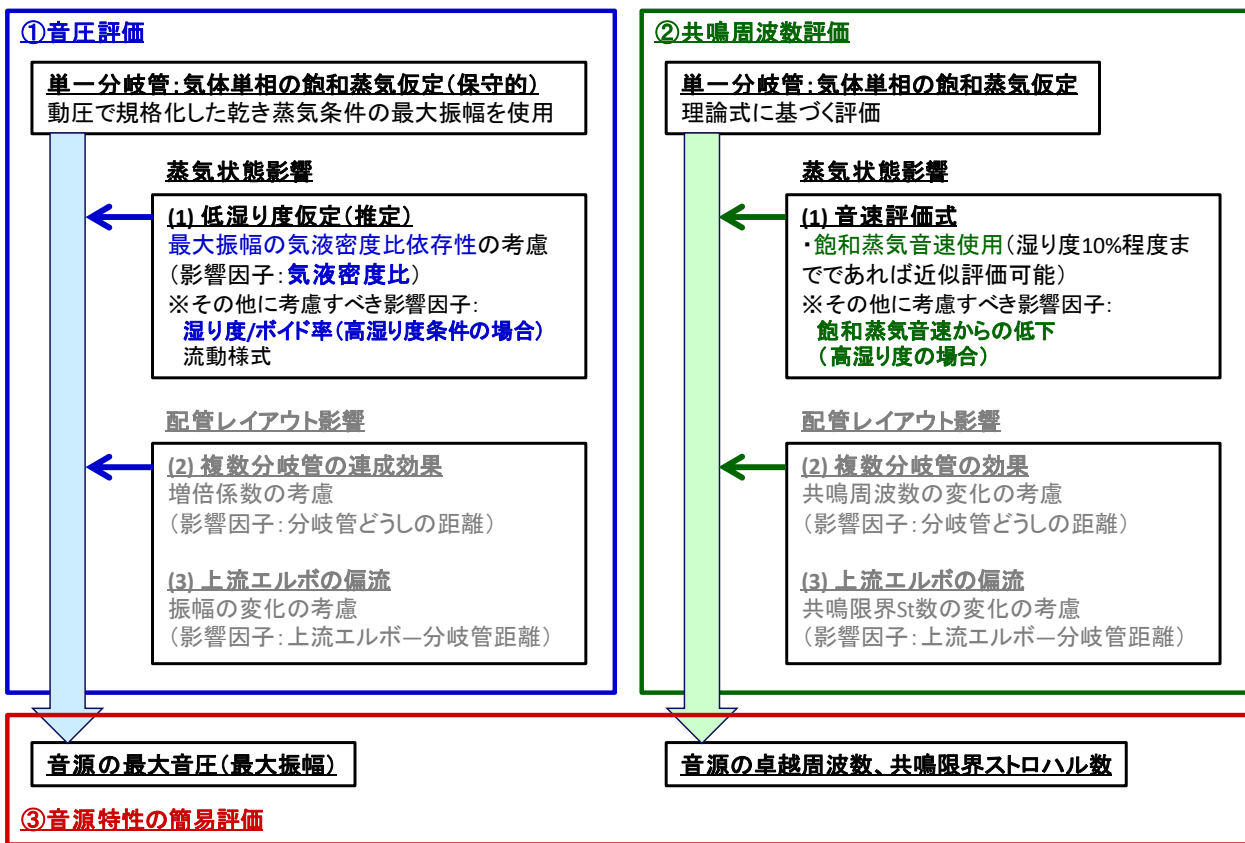 ①音圧評価
単一分岐管:気体単相の飽和蒸気仮定(保守的)
動圧で規格化した乾き蒸気条件の最大振幅を使用
蒸気状態影響
(1) 低湿り度仮定(推定)
最大振幅の気液密度比依存性の考慮
(影響因子:気液密度比)
※その他に考慮すべき影響因子:
湿り度/ボイド率(高湿り度条件の場合)
流動様式
配管レイアウト影響
(2) 複数分岐管の連成効果
増倍係数の考慮
(影響因子:分岐管どうしの距離)
(3) 上流エルボの偏流
振幅の変化の考慮
(影響因子:上流エルボ―分岐管距離)
②共鳴周波数評価
単一分岐管:気体単相の飽和蒸気仮定
理論式に基づく評価
蒸気状態影響
(1) 音速評価式
・飽和蒸気音速使用(湿り度10%程度ま
でであれば近似評価可能)
※その他に考慮すべき影響因子:
飽和蒸気音速からの低下
(高湿り度の場合)
配管レイアウト影響
(2) 複数分岐管の効果
共鳴周波数の変化の考慮
(影響因子:分岐管どうしの距離)
(3) 上流エルボの偏流
共鳴限界St数の変化の考慮
(影響因子:上流エルボ―分岐管距離)
音源の最大音圧(最大振幅)
音源の卓越周波数、共鳴限界ストロハル数
③音源特性の簡易評価